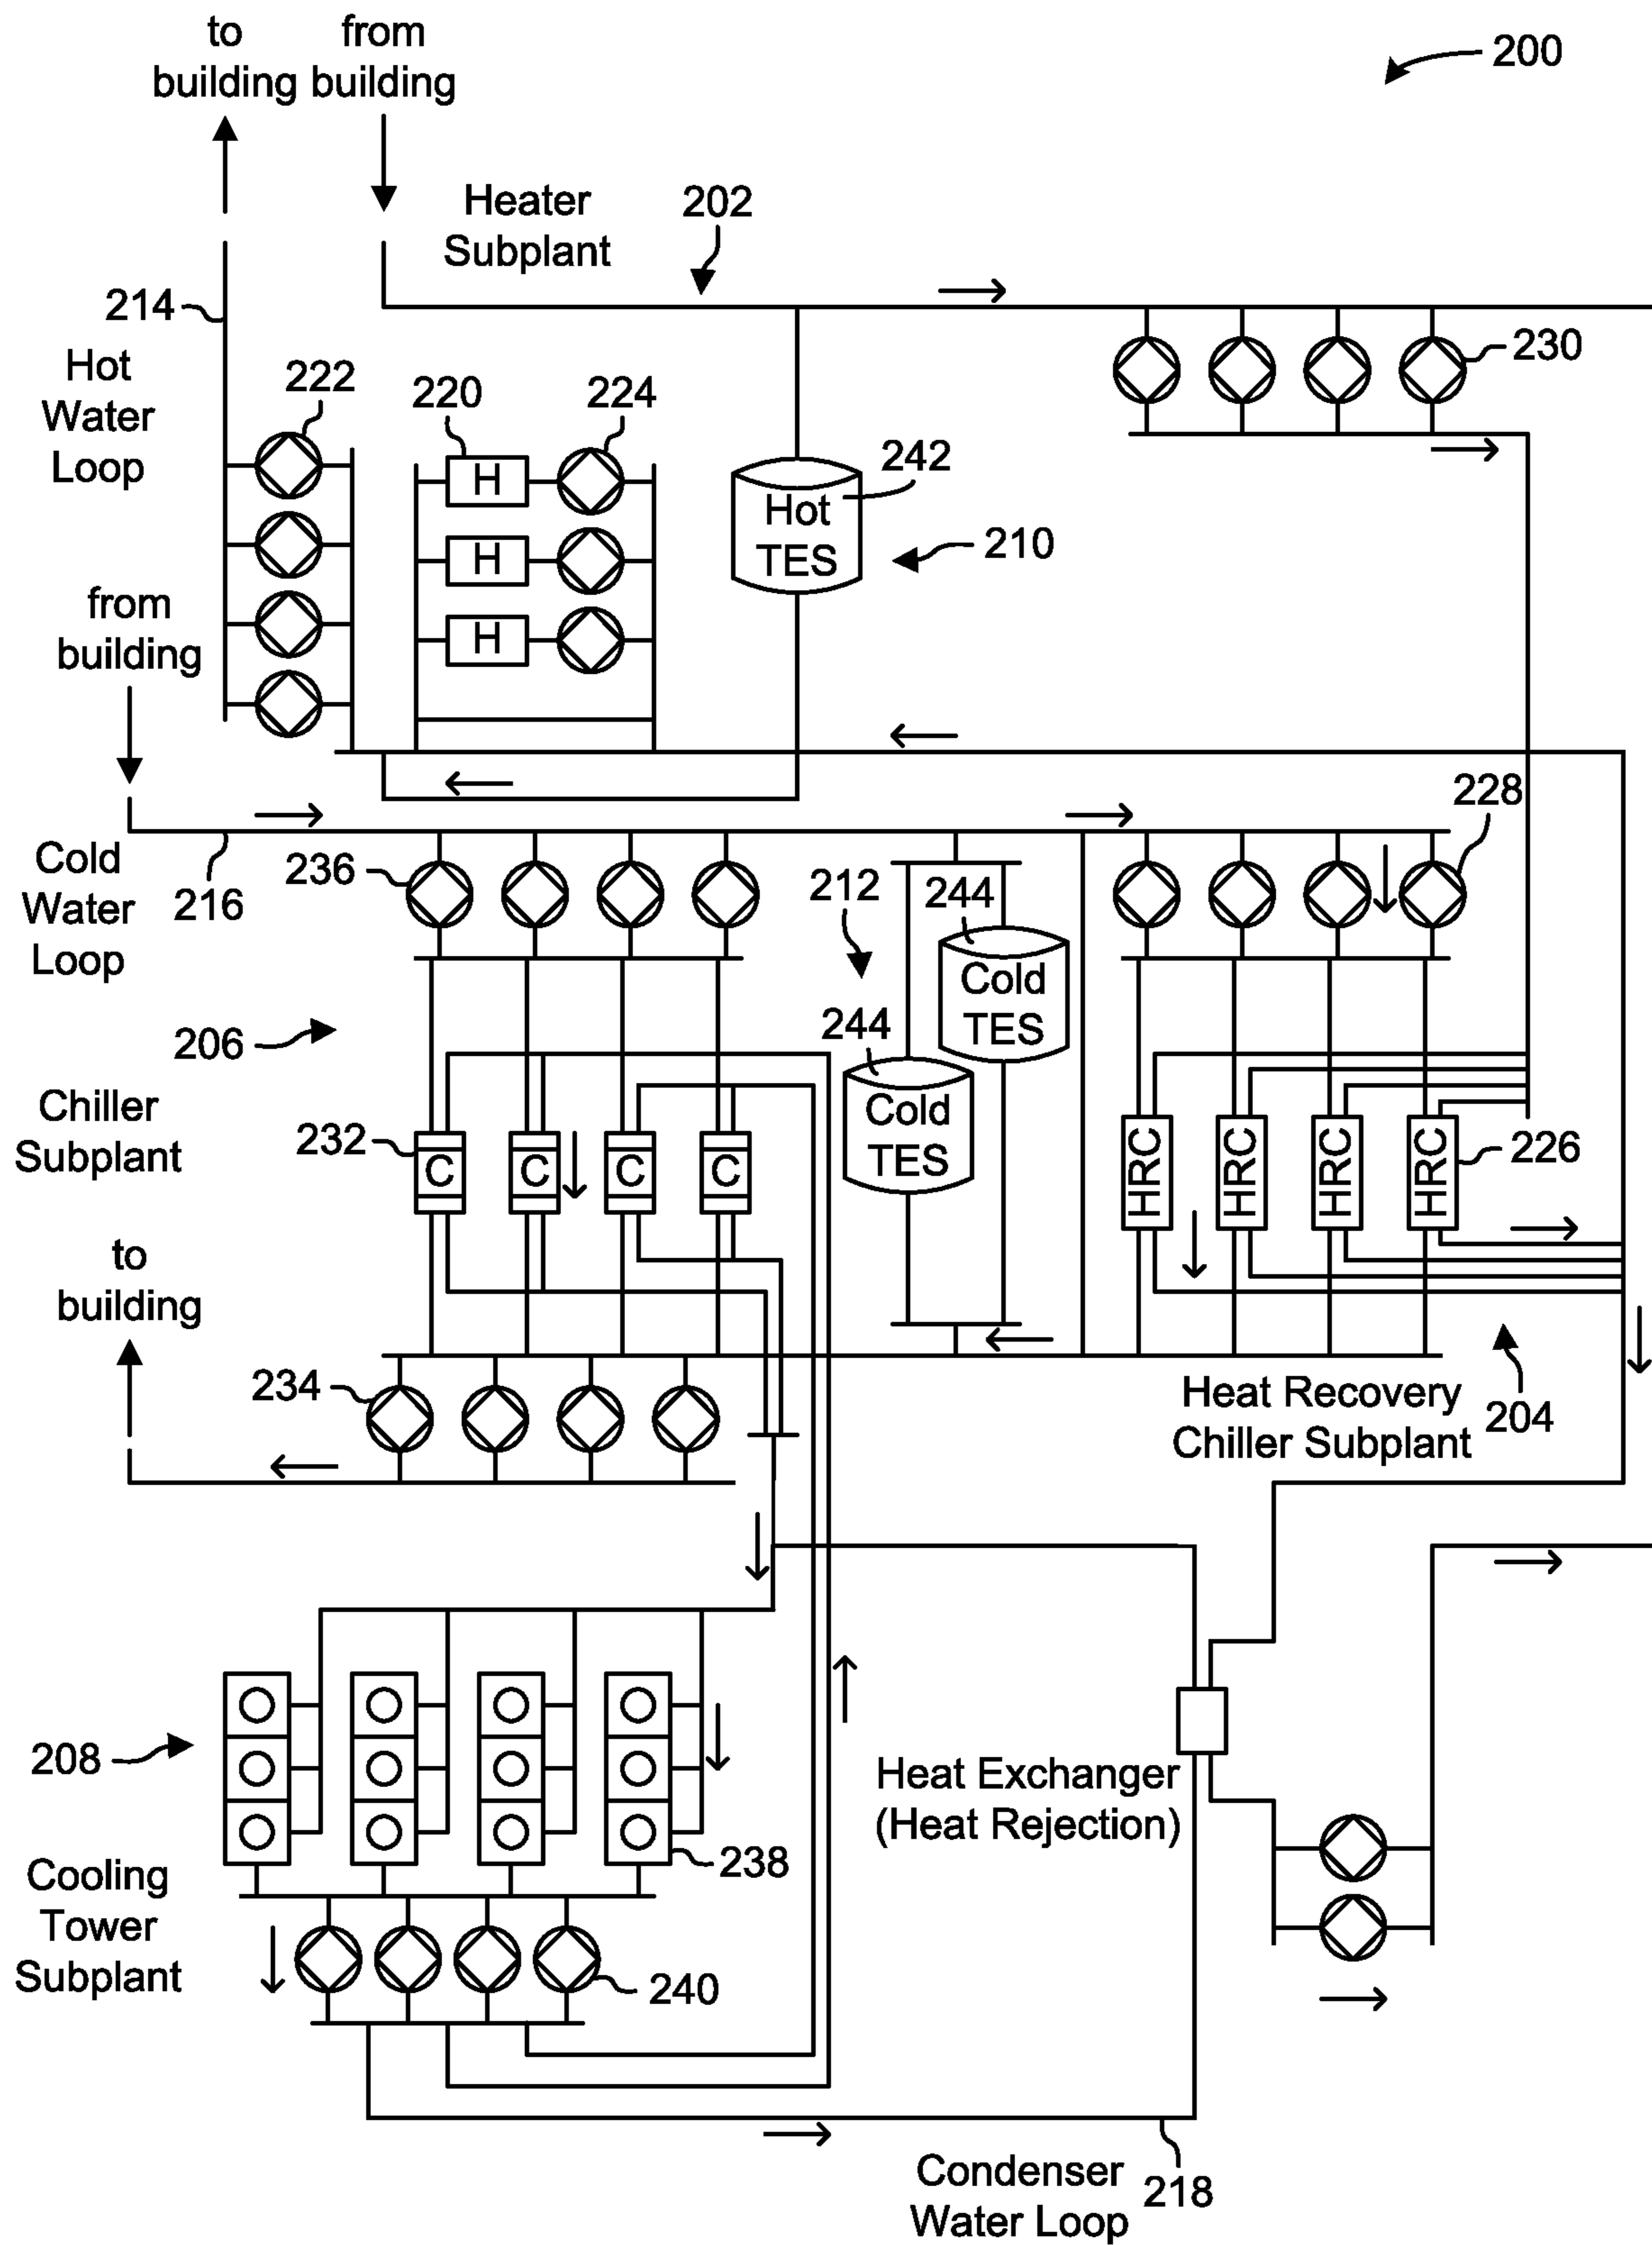 to
building
from
building
200
Heater
Subplant
202
214
Hot
Water
Loop
222
220
224
H
H
H
242
Hot
TES
210
230
from
building
228
Cold
Water
Loop
216
236
212
244
Cold
TES
244
Cold
TES
206
Chiller
Subplant
232
C
C
C
C
HRC
HRC
HRC
HRC
226
to
building
234
Heat Recovery
Chiller Subplant
204
208
Heat Exchanger
(Heat Rejection)
238
Cooling
Tower
Subplant
240
Condenser
Water Loop
218